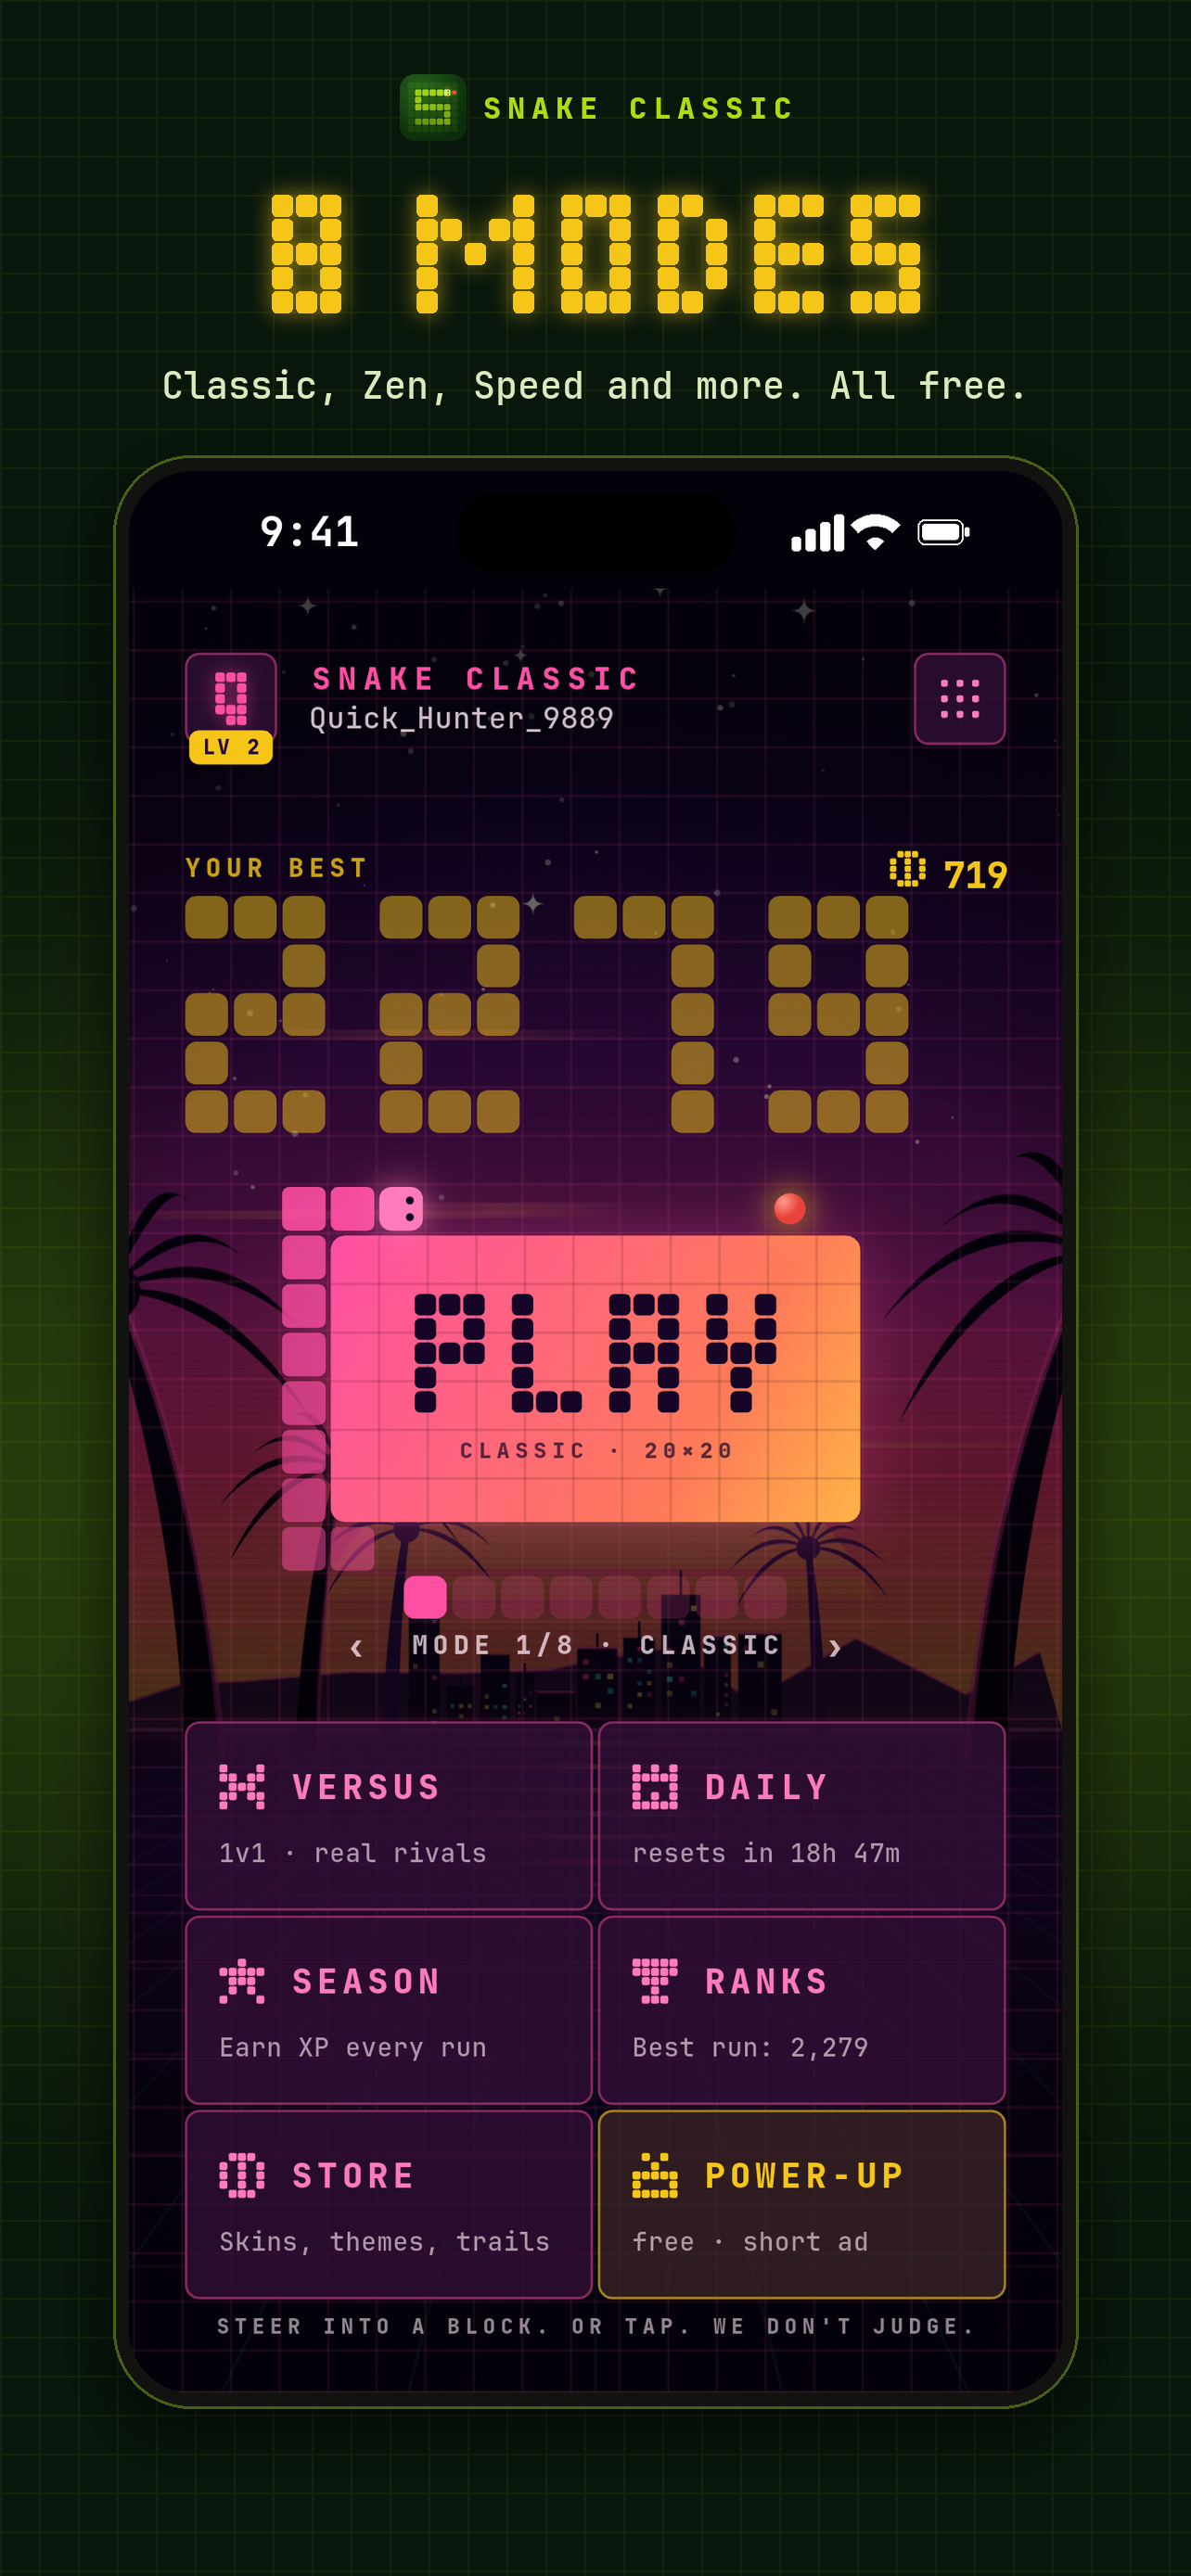 SNAKE CLASSIC
8 MODES
Classic, Zen, Speed and more. All free.
9:41
SNAKE CLASSIC
Quick_Hunter_9889
LV 2
YOUR BEST
719
2279
PLAY
CLASSIC · 20×20
‹ MODE 1/8 · CLASSIC ›
VERSUS
1v1 · real rivals
DAILY
resets in 18h 47m
SEASON
Earn XP every run
RANKS
Best run: 2,279
STORE
Skins, themes, trails
POWER-UP
free · short ad
STEER INTO A BLOCK. OR TAP. WE DON'T JUDGE.